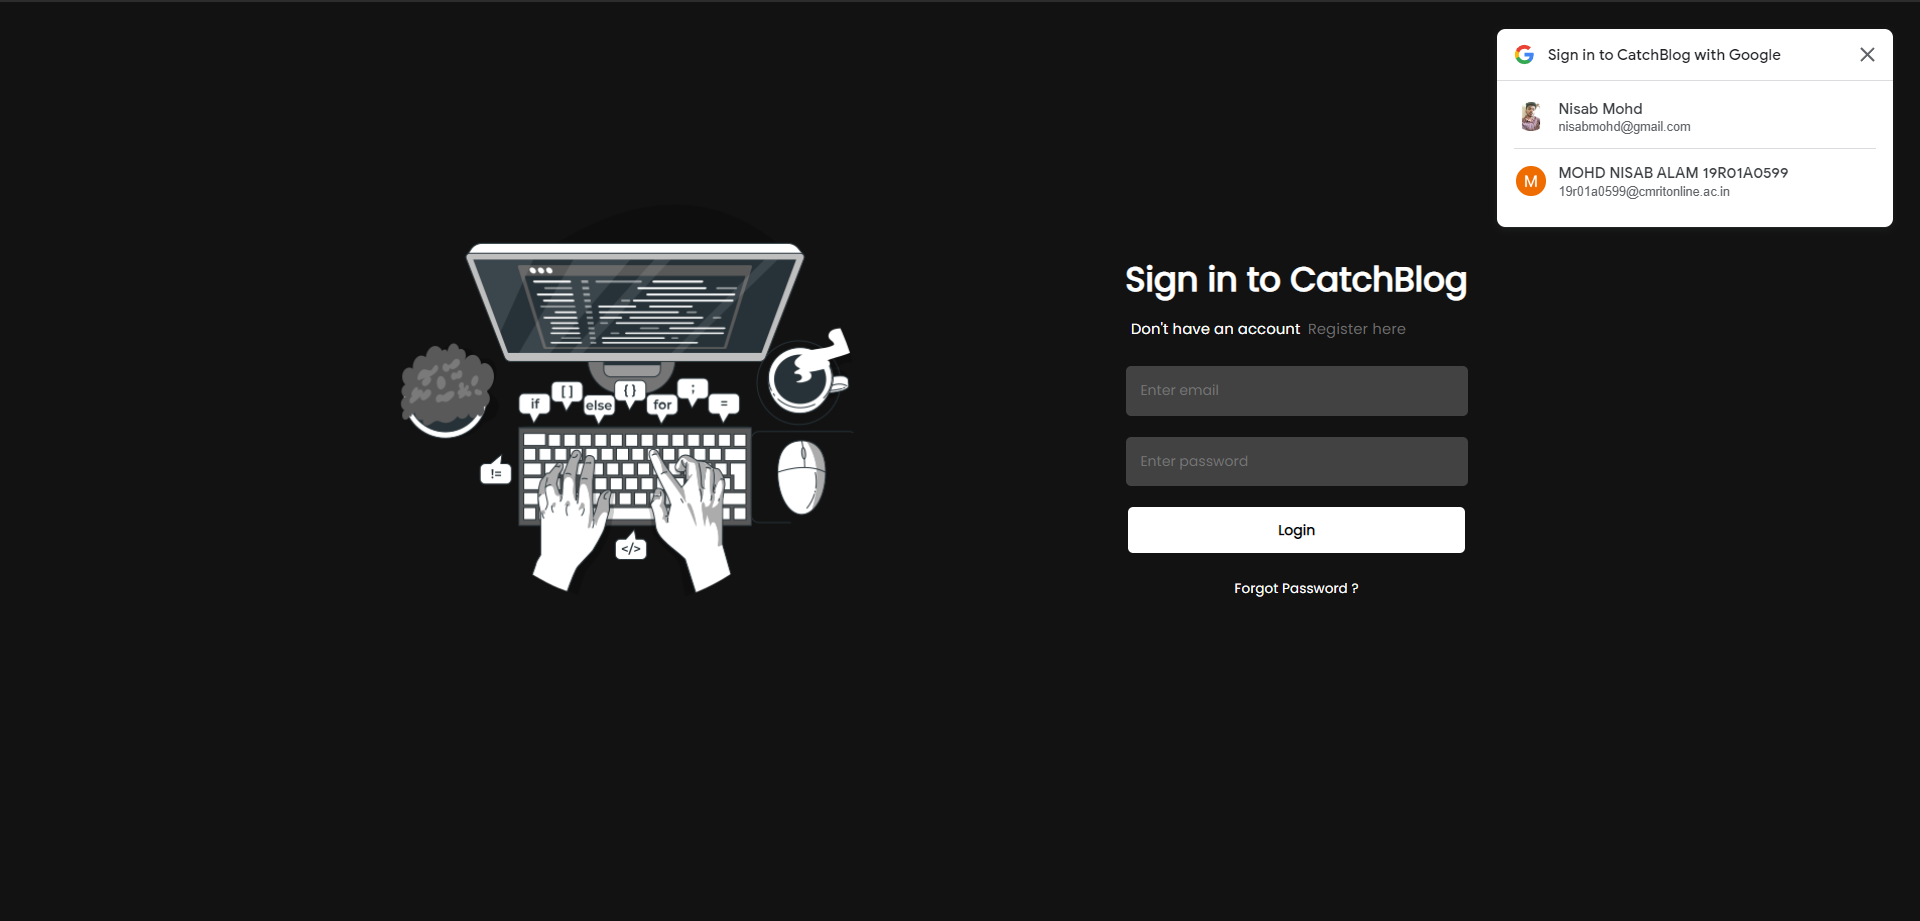 Sign in to CatchBlog with Google
Nisab Mohd
nisabmohd@gmail.com
MOHD NISAB ALAM 19R01A0599
19r01a0599@cmritonline.ac.in
M
Sign in to CatchBlog
Don't have an account Register here
Enter email
Enter password
Login
Forgot Password ?
if
[ ]
else
{ }
for
;
=
!=
</>